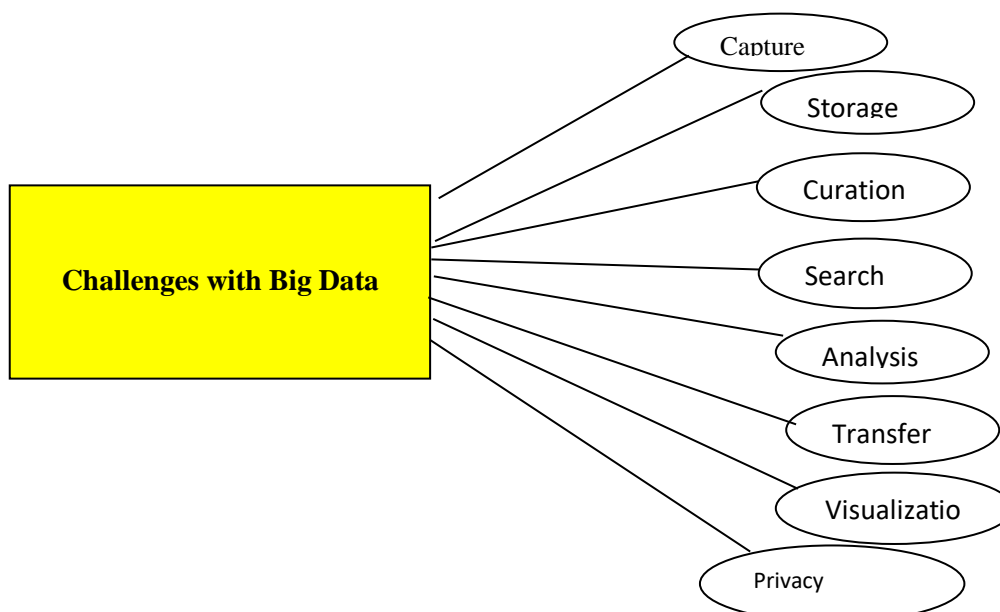 Capture
Storage
Curation
Challenges with Big Data
Search
Analysis
Transfer
Visualizatio
Privacy